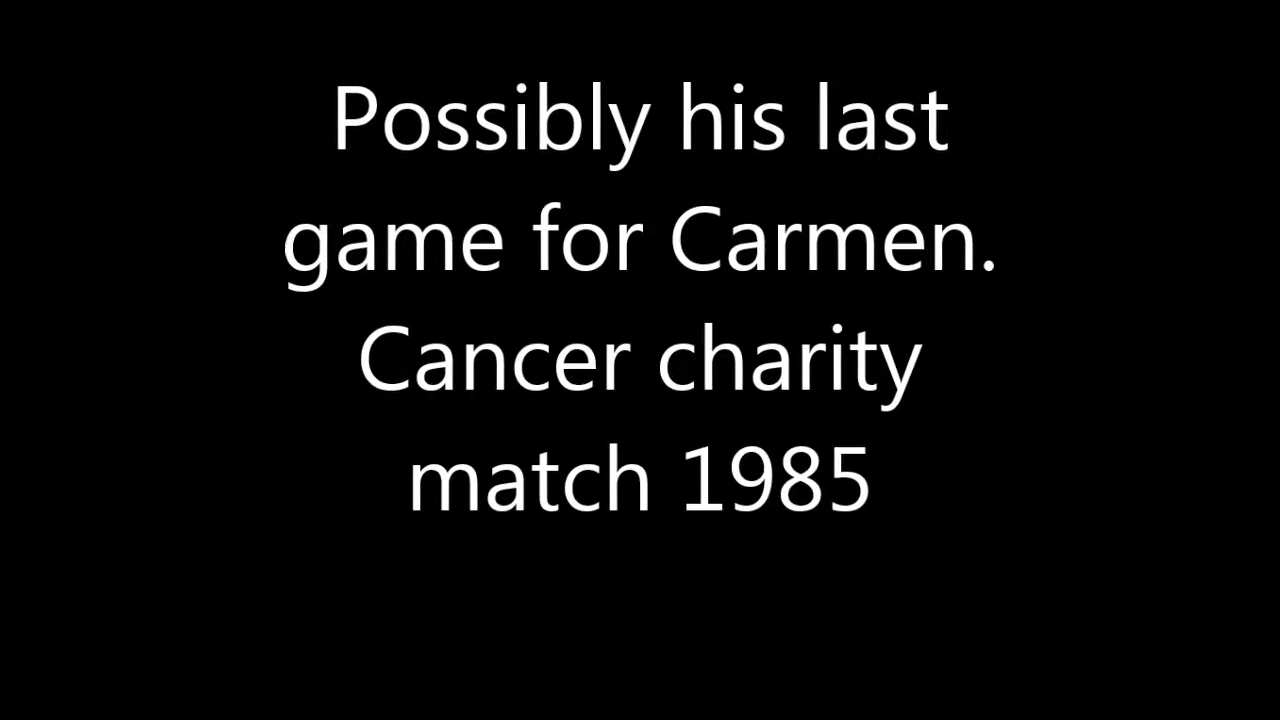 Possibly his last
game for Carmen.
Cancer charity
match 1985